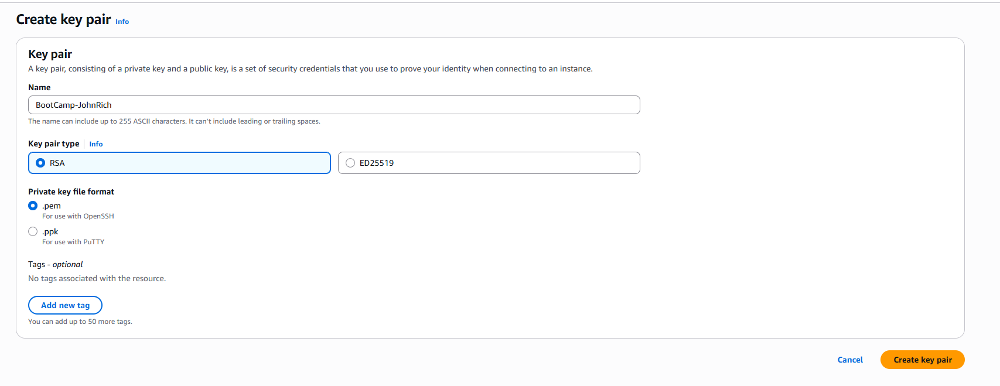 Create key pair Info
Key pair
A key pair, consisting of a private key and a public key, is a set of security credentials that you use to prove your identity when connecting to an instance.
Name
BootCamp-JohnRich
The name can include up to 255 ASCII characters. It can't include leading or trailing spaces.
Key pair type Info
RSA ED25519
Private key file format
.pem
For use with OpenSSH
.ppk
For use with PuTTY
Tags - optional
No tags associated with the resource.
Add new tag
You can add up to 50 more tags.
Cancel Create key pair